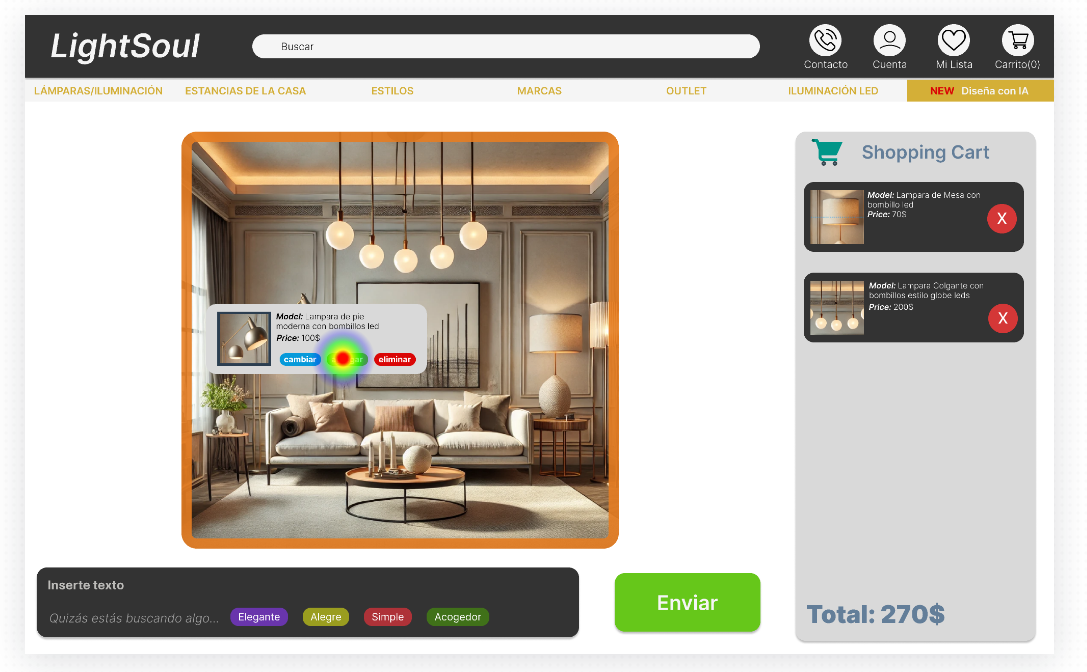 LightSoul
Buscar
Contacto
Cuenta
Mi Lista
Carrito(0)
LÁMPARAS/ILUMINACIÓN
ESTANCIAS DE LA CASA
ESTILOS
MARCAS
OUTLET
ILUMINACIÓN LED
NEW Diseña con IA
Model: Lampara de pie
moderna con bombillos led
Price: 100$
cambiar
eliminar
Shopping Cart
Model: Lampara de Mesa con
bombillo led
Price: 70$
X
Model: Lampara Colgante con
bombillos estilo globe leds
Price: 200$
X
Total: 270$
Inserte texto
Quizás estás buscando algo...
Elegante
Alegre
Simple
Acogedor
Enviar